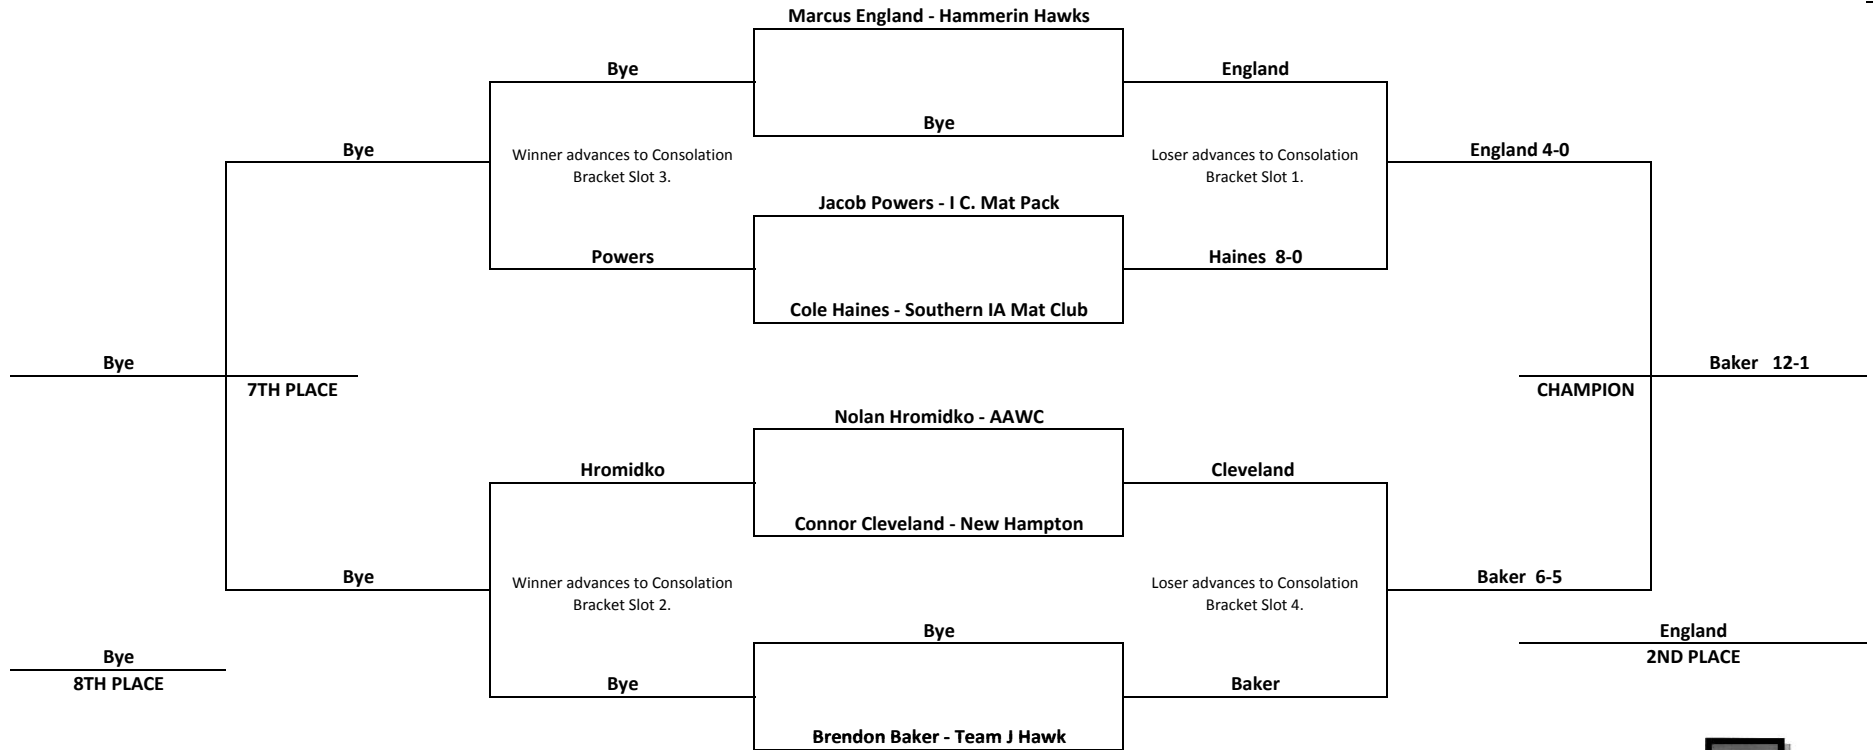 Marcus England - Hammerin Hawks
Bye
England
Bye
Bye
Winner advances to Consolation
Bracket Slot 3.
Loser advances to Consolation
Bracket Slot 1.
England 4-0
Jacob Powers - I C. Mat Pack
Powers
Haines 8-0
Cole Haines - Southern IA Mat Club
Bye
7TH PLACE
Baker 12-1
CHAMPION
Nolan Hromidko - AAWC
Hromidko
Cleveland
Connor Cleveland - New Hampton
Bye
Winner advances to Consolation
Bracket Slot 2.
Loser advances to Consolation
Bracket Slot 4.
Baker 6-5
Bye
England
2ND PLACE
Bye
8TH PLACE
Bye
Baker
Brendon Baker - Team J Hawk